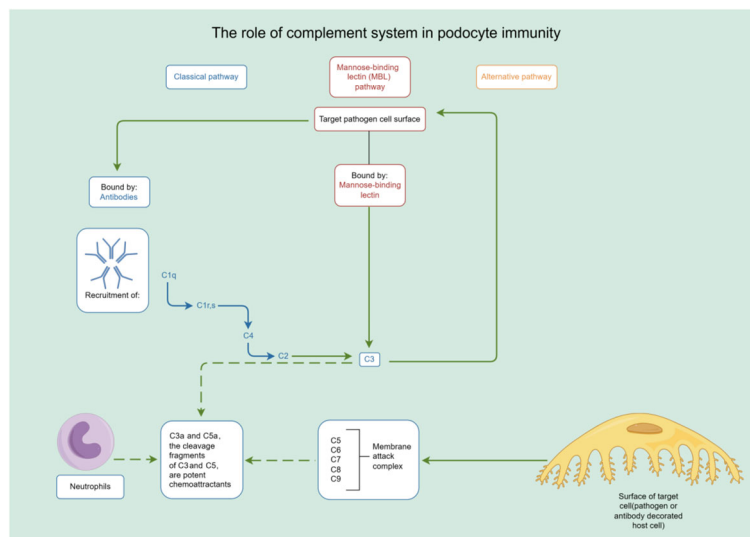 The role of complement system in podocyte immunity
Classical pathway
Mannose-binding
lectin (MBL)
pathway
Alternative pathway
Target pathogen cell surface
Bound by:
Antibodies
Bound by:
Mannose-binding
lectin
Recruitment of:
C1q
C1r,s
C4
C2
C3
Neutrophils
C3a and C5a,
the cleavage
fragments
of C3and C5,
are potent
chemoattractants
C5
C6
C7
C8
C9
Membrane
attack
complex
Surface of target
cell(pathogen or
antibody decorated
host cell)